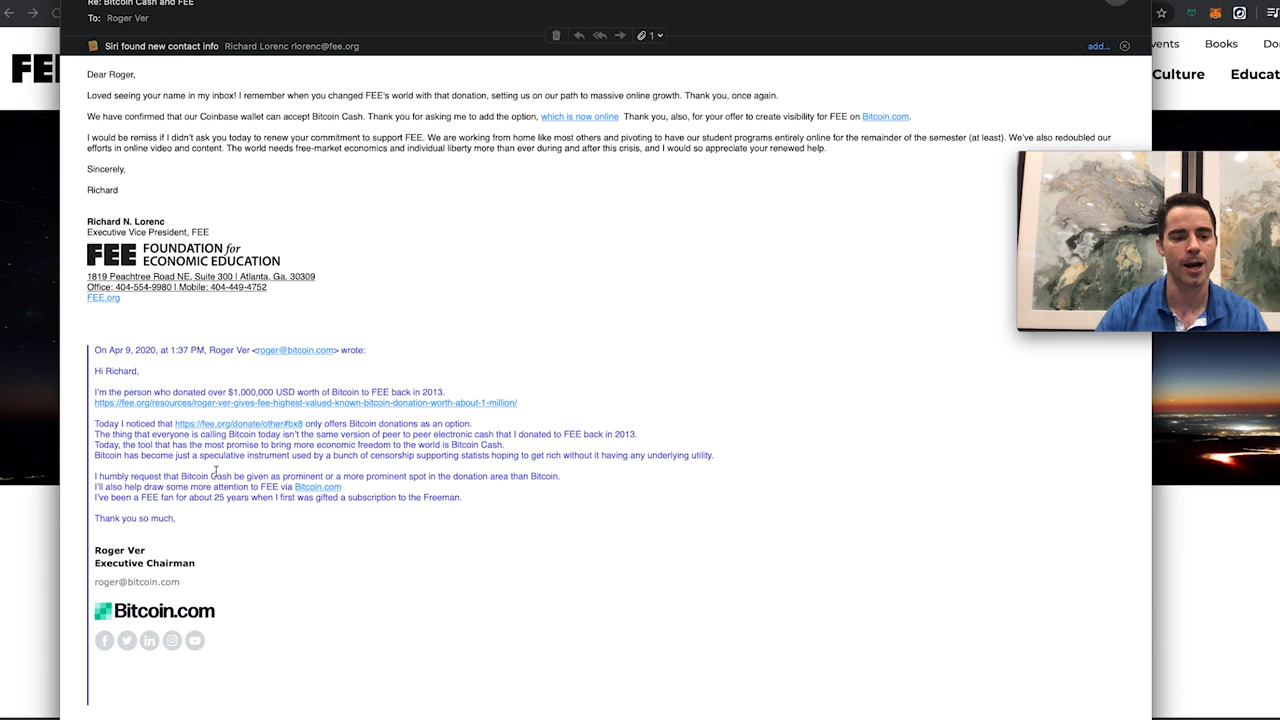 Re: Bitcoin Cash and FEE
To: Roger Ver
1
Siri found new contact info Richard Lorenc rlorenc@fee.org
add...
Dear Roger,
Loved seeing your name in my inbox! I remember when you changed FEE's world with that donation, setting us on our path to massive online growth. Thank you, once again.
We have confirmed that our Coinbase wallet can accept Bitcoin Cash. Thank you for asking me to add the option, which is now online Thank you, also, for your offer to create visibility for FEE on Bitcoin.com.
I would be remiss if I didn't ask you today to renew your commitment to support FEE. We are working from home like most others and pivoting to have our student programs entirely online for the remainder of the semester (at least). We've also redoubled our
efforts in online video and content. The world needs free-market economics and individual liberty more than ever during and after this crisis, and I would so appreciate your renewed help.
Sincerely,
Richard
Richard N. Lorenc
Executive Vice President, FEE
FEE FOUNDATION for
ECONOMIC EDUCATION
1819 Peachtree Road NE, Suite 300 | Atlanta, Ga. 30309
Office: 404-554-9980 | Mobile: 404-449-4752
FEE.org
On Apr 9, 2020, at 1:37 PM, Roger Ver <roger@bitcoin.com> wrote:
Hi Richard,
I'm the person who donated over $1,000,000 USD worth of Bitcoin to FEE back in 2013.
https://fee.org/resources/roger-ver-gives-fee-highest-valued-known-bitcoin-donation-worth-about-1-million/
Today I noticed that https://fee.org/donate/other#bx8 only offers Bitcoin donations as an option.
The thing that everyone is calling Bitcoin today isn't the same version of peer to peer electronic cash that I donated to FEE back in 2013.
Today, the tool that has the most promise to bring more economic freedom to the world is Bitcoin Cash.
Bitcoin has become just a speculative instrument used by a bunch of censorship supporting statists hoping to get rich without it having any underlying utility.
I humbly request that Bitcoin Cash be given as prominent or a more prominent spot in the donation area than Bitcoin.
I'll also help draw some more attention to FEE via Bitcoin.com
I've been a FEE fan for about 25 years when I first was gifted a subscription to the Freeman.
Thank you so much,
Roger Ver
Executive Chairman
roger@bitcoin.com
Bitcoin.com
FEE
Books
Culture